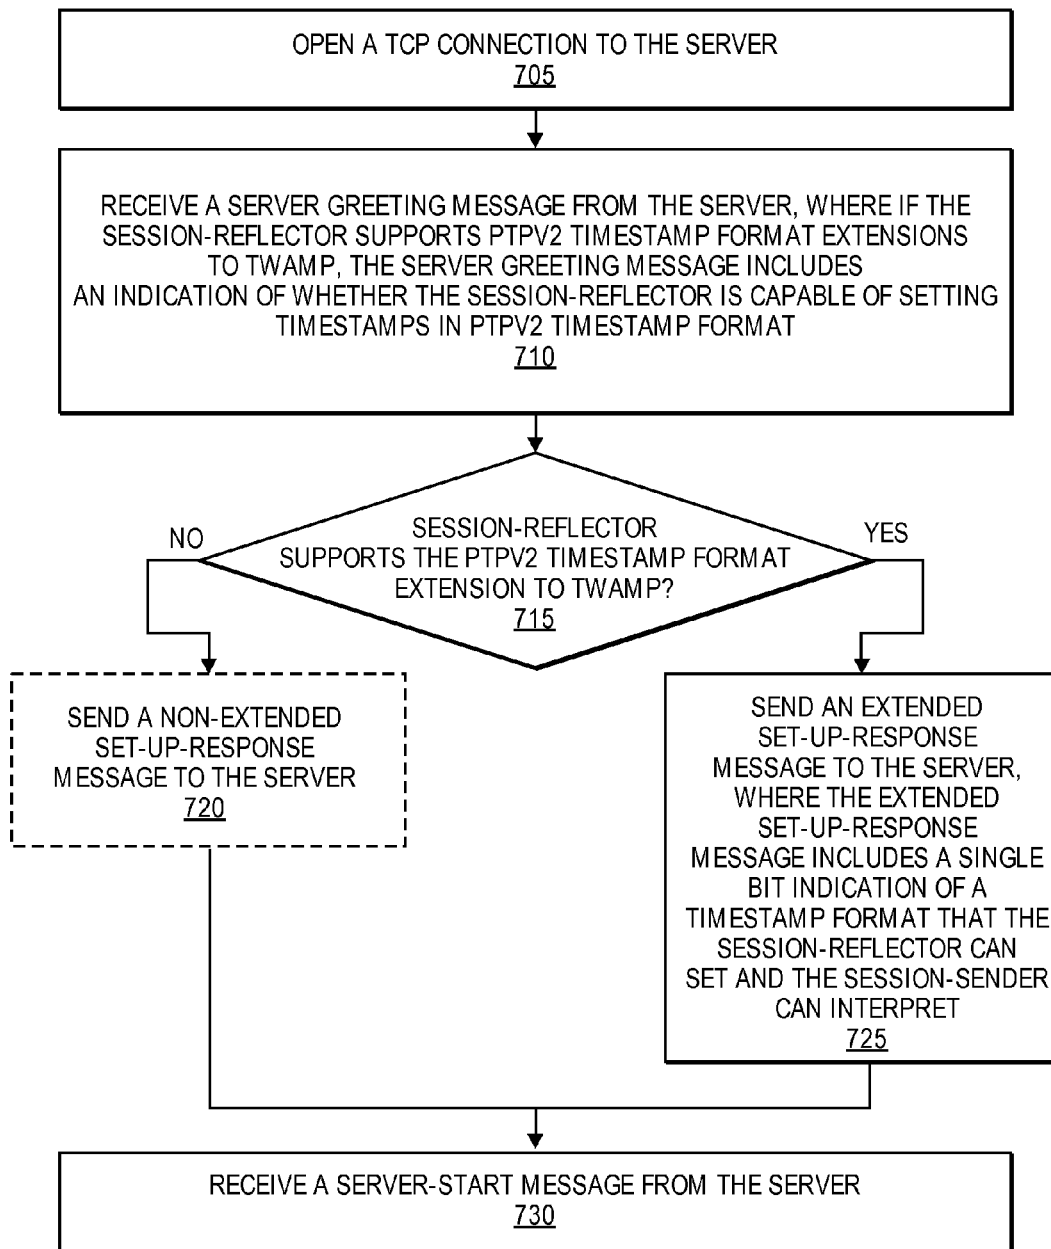 OPEN A TCP CONNECTION TO THE SERVER
705
RECEIVE A SERVER GREETING MESSAGE FROM THE SERVER, WHERE IF THE
SESSION-REFLECTOR SUPPORTS PTPV2 TIMESTAMP FORMAT EXTENSIONS
TO TWAMP, THE SERVER GREETING MESSAGE INCLUDES
AN INDICATION OF WHETHER THE SESSION-REFLECTOR IS CAPABLE OF SETTING
TIMESTAMPS IN PTPV2 TIMESTAMP FORMAT
710
SESSION-REFLECTOR
SUPPORTS THE PTPV2 TIMESTAMP FORMAT
EXTENSION TO TWAMP?
715
NO
YES
SEND A NON-EXTENDED
SET-UP-RESPONSE
MESSAGE TO THE SERVER
720
SEND AN EXTENDED
SET-UP-RESPONSE
MESSAGE TO THE SERVER,
WHERE THE EXTENDED
SET-UP-RESPONSE
MESSAGE INCLUDES A SINGLE
BIT INDICATION OF A
TIMESTAMP FORMAT THAT THE
SESSION-REFLECTOR CAN
SET AND THE SESSION-SENDER
CAN INTERPRET
725
RECEIVE A SERVER-START MESSAGE FROM THE SERVER
730